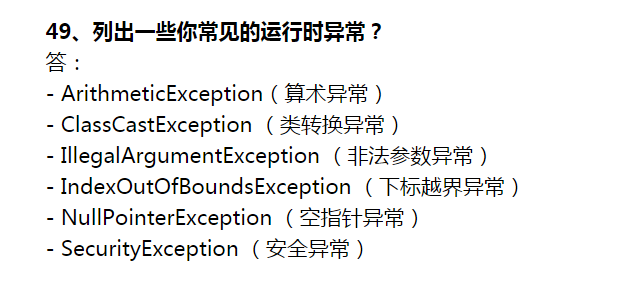 49、列出一些你常见的运行时异常？
答：
- ArithmeticException（算术异常）
- ClassCastException （类转换异常）
- IllegalArgumentException （非法参数异常）
- IndexOutOfBoundsException （下标越界异常）
- NullPointerException （空指针异常）
- SecurityException （安全异常）